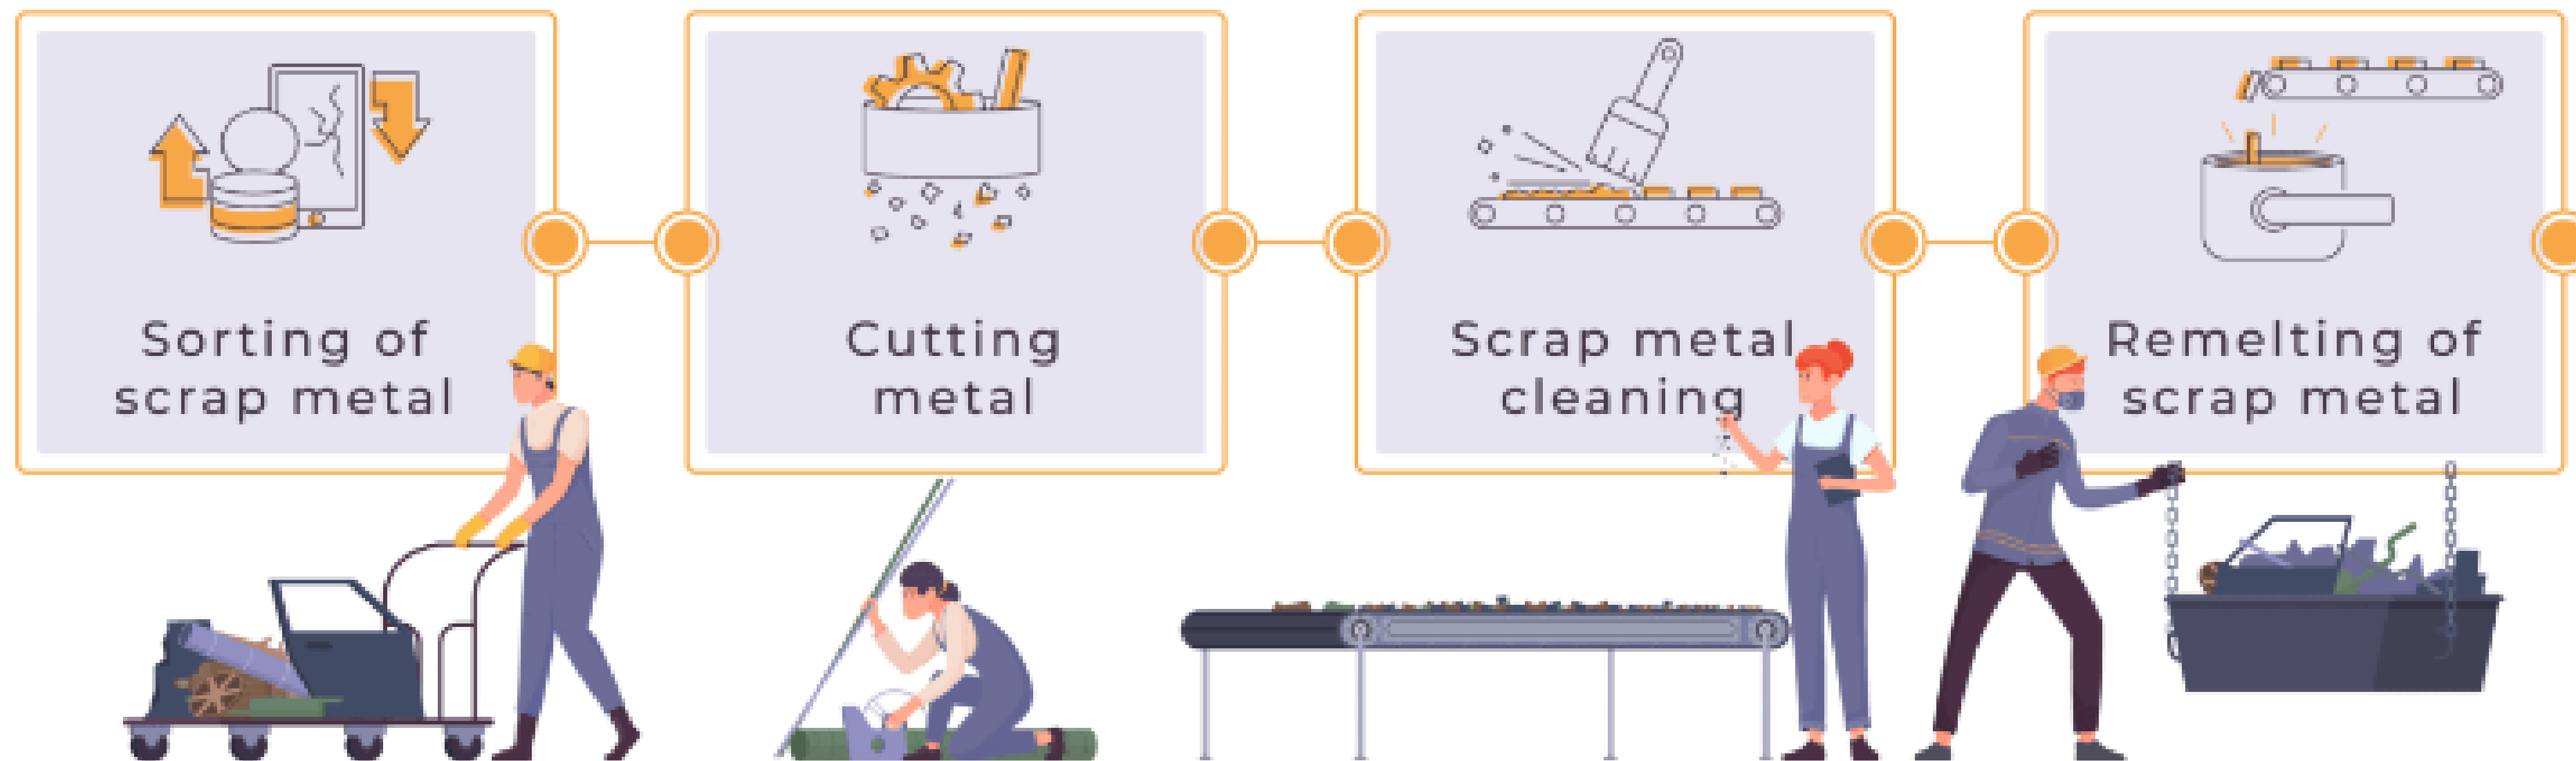 Sorting of
scrap metal
Cutting
metal
Scrap metal
cleaning
Remelting of
scrap metal